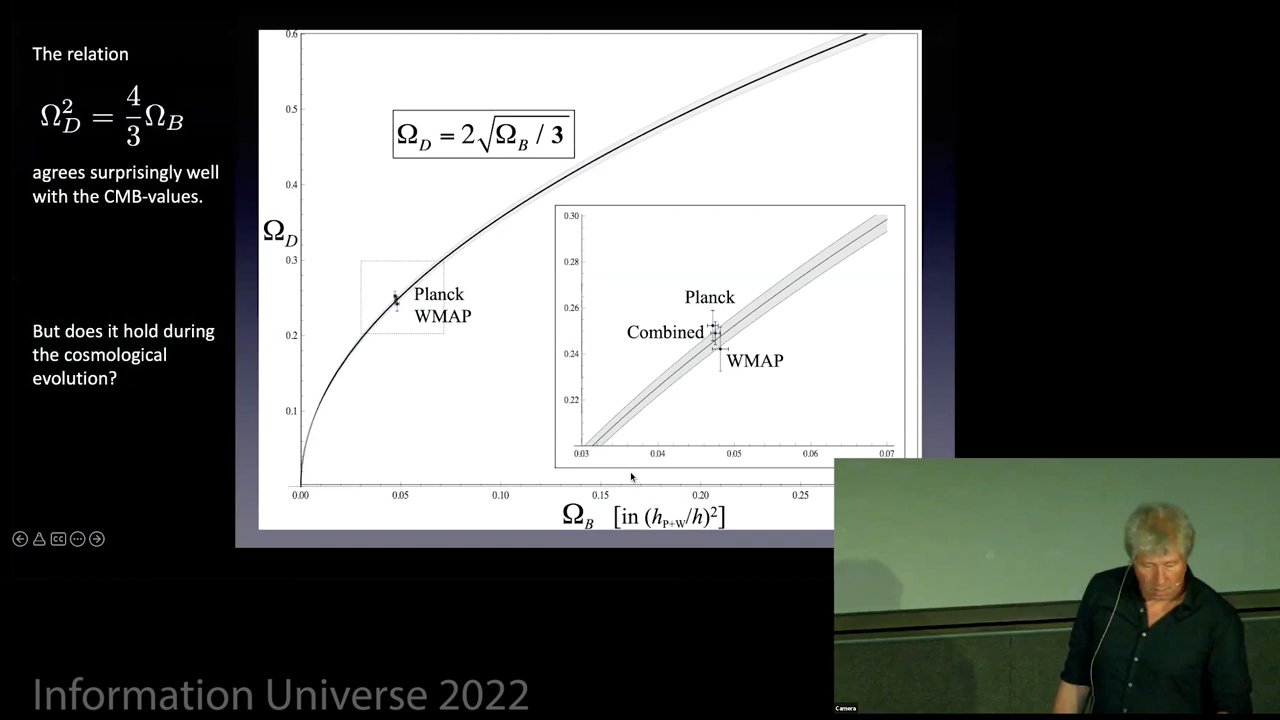 The relation
Ω_D^2 = 4/3 Ω_B
agrees surprisingly well
with the CMB-values.
But does it hold during
the cosmological
evolution?
0.6
0.5
0.4
0.3
0.2
0.1
Ω_D
Ω_D = 2√(Ω_B / 3)
Planck
WMAP
0.30
0.28
0.26
0.24
0.22
Planck
Combined
WMAP
0.03 0.04 0.05 0.06 0.07
0.00 0.05 0.10 0.15 0.20 0.25
Ω_B [in (h_P+W/h)^2]
CC
Camera
Information Universe 2022